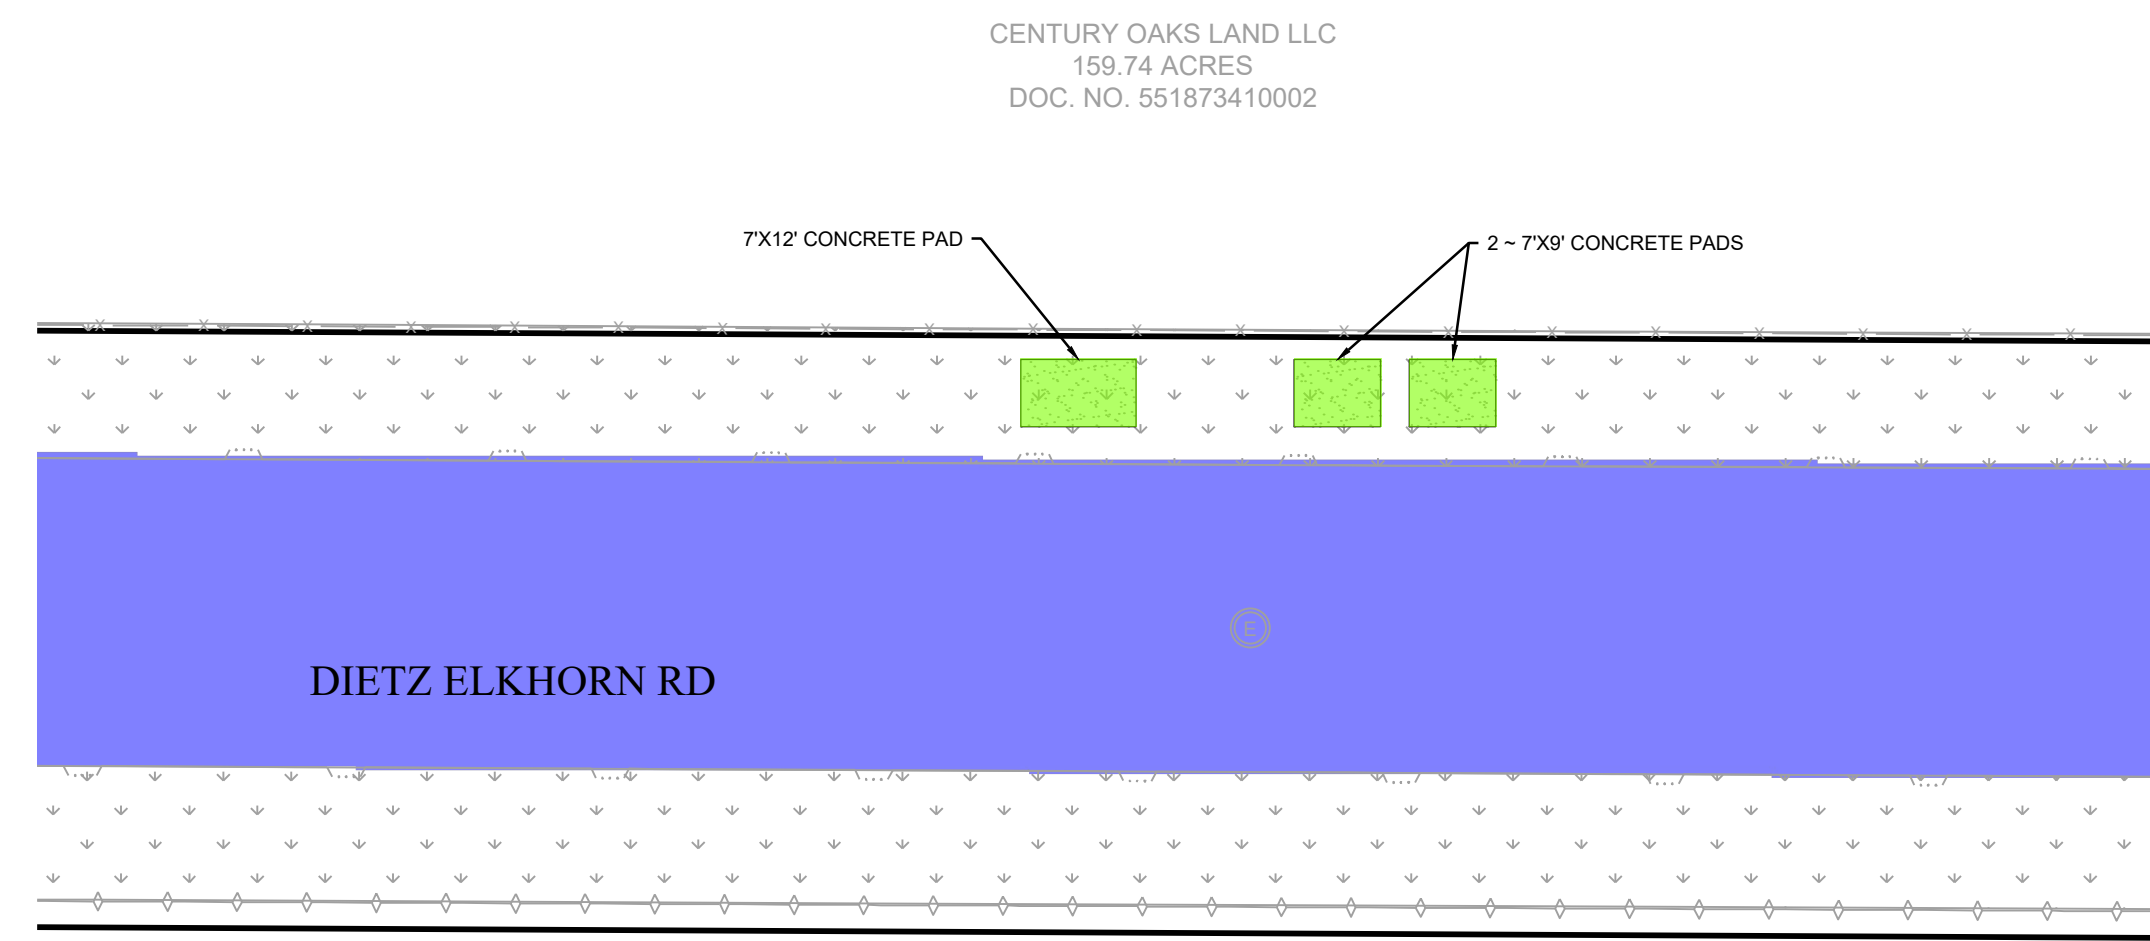 CENTURY OAKS LAND LLC
159.74 ACRES
DOC. NO. 551873410002
7'X12' CONCRETE PAD
2 ~ 7'X9' CONCRETE PADS
E
DIETZ ELKHORN RD